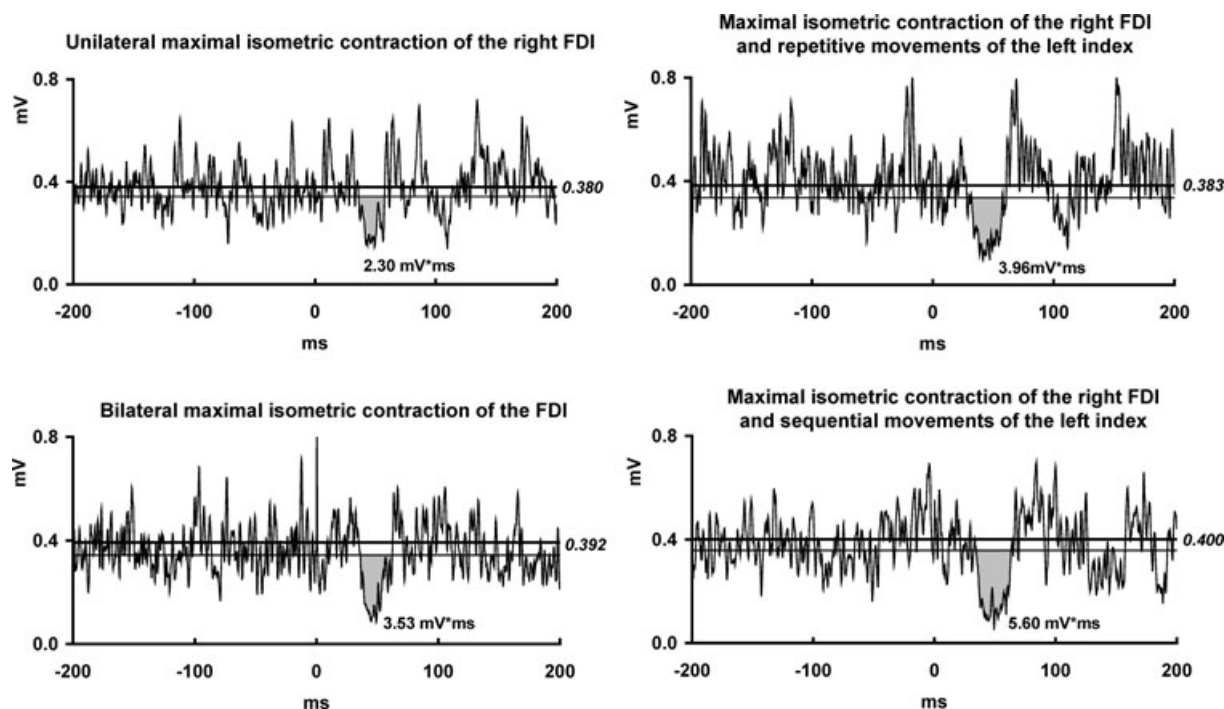 Unilateral maximal isometric contraction of the right FDI
0.8
mV
0.4
0.380
2.30 mV*ms
0.0
-200 -100 0 100 200
ms
Maximal isometric contraction of the right FDI
and repetitive movements of the left index
0.8
mV
0.4
0.383
3.96mV*ms
0.0
-200 -100 0 100 200
ms
Bilateral maximal isometric contraction of the FDI
0.8
mV
0.4
0.392
3.53 mV*ms
0.0
-200 -100 0 100 200
ms
Maximal isometric contraction of the right FDI
and sequential movements of the left index
0.8
mV
0.4
0.400
5.60 mV*ms
0.0
-200 -100 0 100 200
ms